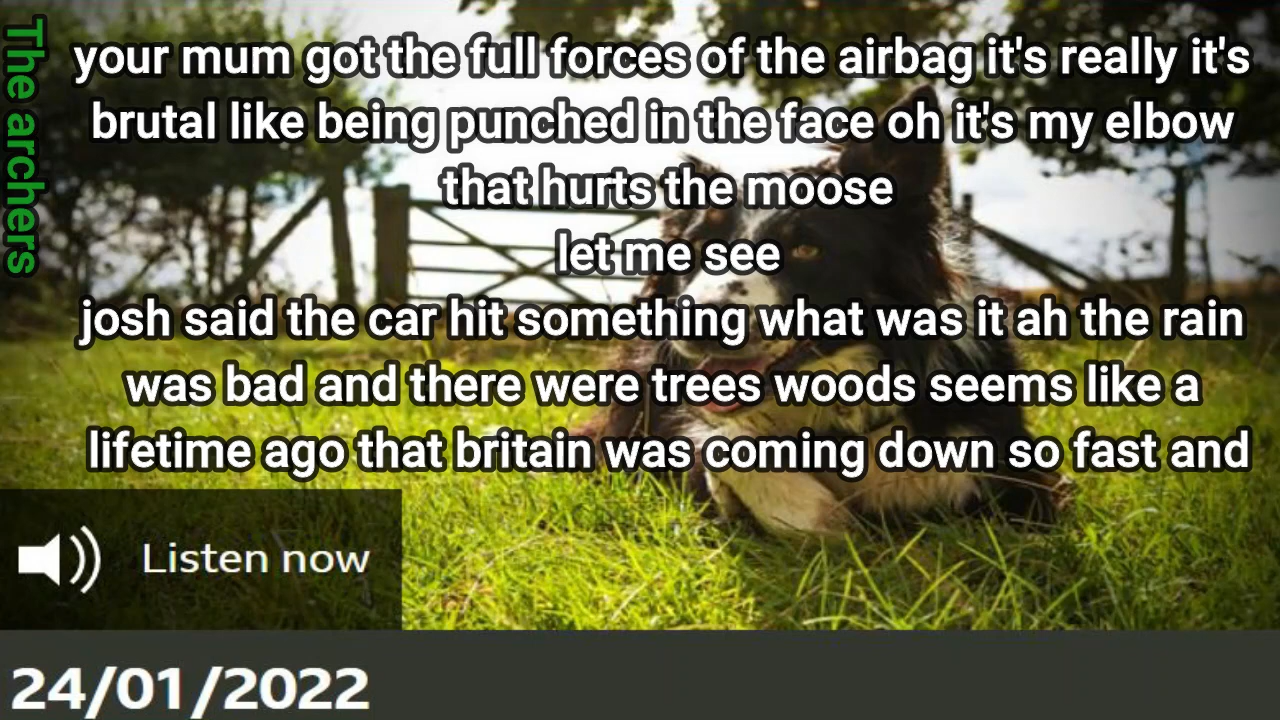 The archers
your mum got the full forces of the airbag it's really it's
brutal like being punched in the face oh it's my elbow
that hurts the moose
let me see
josh said the car hit something what was it ah the rain
was bad and there were trees woods seems like a
lifetime ago that britain was coming down so fast and
Listen now
24/01/2022